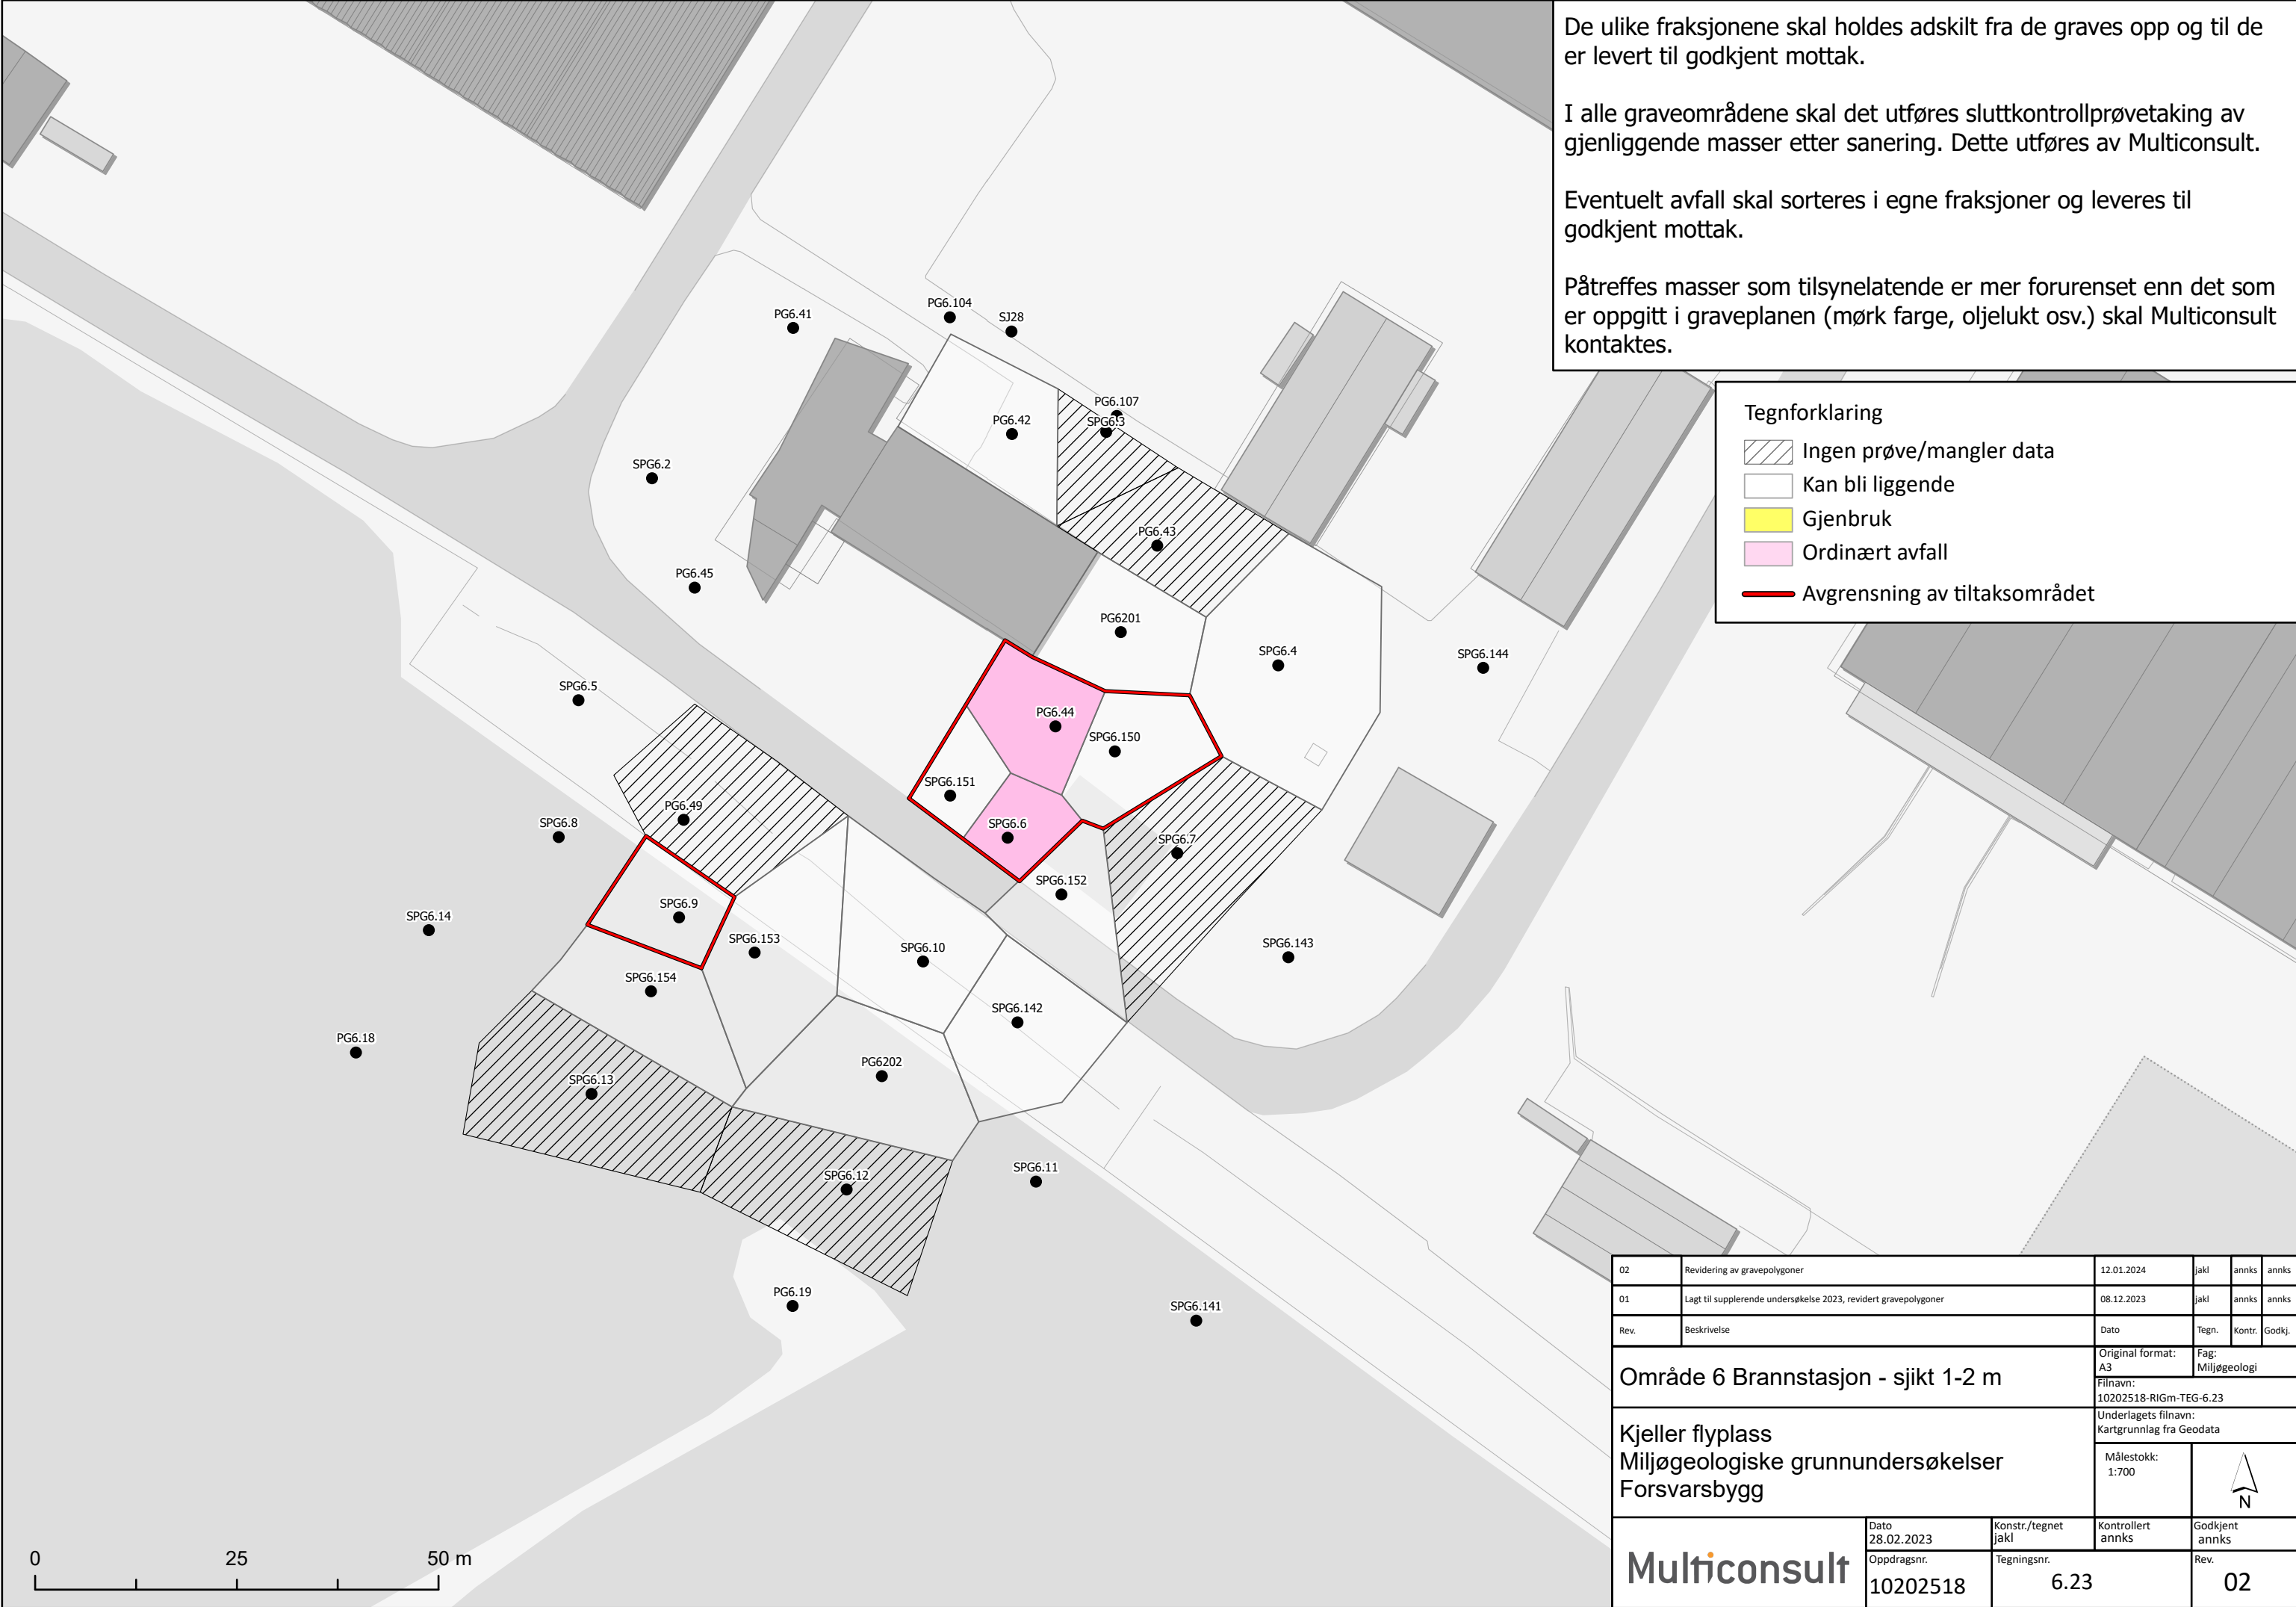 De ulike fraksjonene skal holdes adskilt fra de graves opp og til de
er levert til godkjent mottak.
I alle graveområdene skal det utføres sluttkontrollprøvetaking av
gjenliggende masser etter sanering. Dette utføres av Multiconsult.
Eventuelt avfall skal sorteres i egne fraksjoner og leveres til
godkjent mottak.
Påtreffes masser som tilsynelatende er mer forurenset enn det som
er oppgitt i graveplanen (mørk farge, oljelukt osv.) skal Multiconsult
kontaktes.
Tegnforklaring
Ingen prøve/mangler data
Kan bli liggende
Gjenbruk
Ordinært avfall
Avgrensning av tiltaksområdet
PG6.104
SJ28
PG6.41
PG6.107
SPG6.3
PG6.42
SPG6.2
PG6.43
PG6.45
PG6201
SPG6.4
SPG6.144
SPG6.5
PG6.44
SPG6.150
SPG6.151
PG6.49
SPG6.8
SPG6.6
SPG6.7
SPG6.152
SPG6.9
SPG6.14
SPG6.153
SPG6.10
SPG6.143
SPG6.154
SPG6.142
PG6.18
PG6202
SPG6.13
SPG6.12
SPG6.11
PG6.19
SPG6.141
0 25 50 m
02 Revidering av gravepolygoner 12.01.2024 jakl annks annks
01 Lagt til supplerende undersøkelse 2023, revidert gravepolygoner 08.12.2023 jakl annks annks
Rev. Beskrivelse Dato Tegn. Kontr. Godkj.
Område 6 Brannstasjon - sjikt 1-2 m
Original format:
A3
Fag:
Miljøgeologi
Filnavn:
10202518-RIGm-TEG-6.23
Kjeller flyplass
Miljøgeologiske grunnundersøkelser
Forsvarsbygg
Underlagets filnavn:
Kartgrunnlag fra Geodata
Målestokk:
1:700
N
Multiconsult
Dato
28.02.2023
Konstr./tegnet
jakl
Kontrollert
annks
Godkjent
annks
Oppdragsnr.
10202518
Tegningsnr.
6.23
Rev.
02